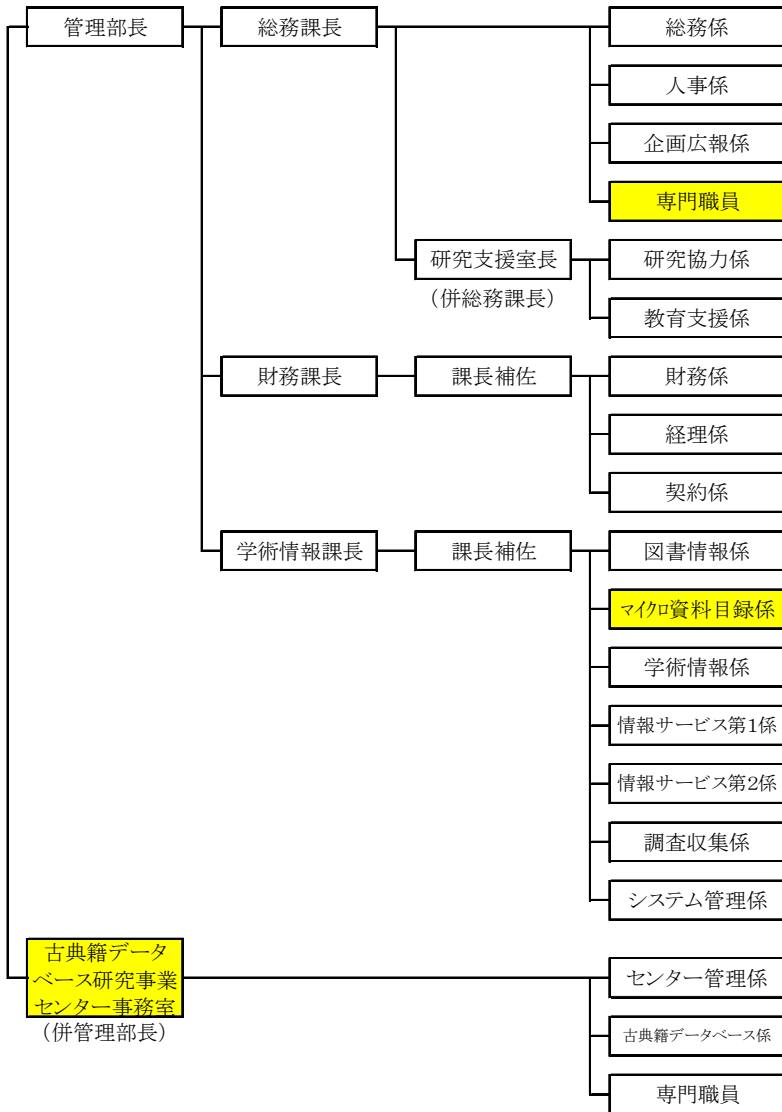 管理部長
総務課長
総務係
人事係
企画広報係
専門職員
研究支援室長
(併総務課長)
研究協力係
教育支援係
財務課長
課長補佐
財務係
経理係
契約係
学術情報課長
課長補佐
図書情報係
マイクロ資料目録係
学術情報係
情報サービス第1係
情報サービス第2係
調査収集係
システム管理係
古典籍データ
ベース研究事業
センター事務室
(併管理部長)
センター管理係
古典籍データベース係
専門職員